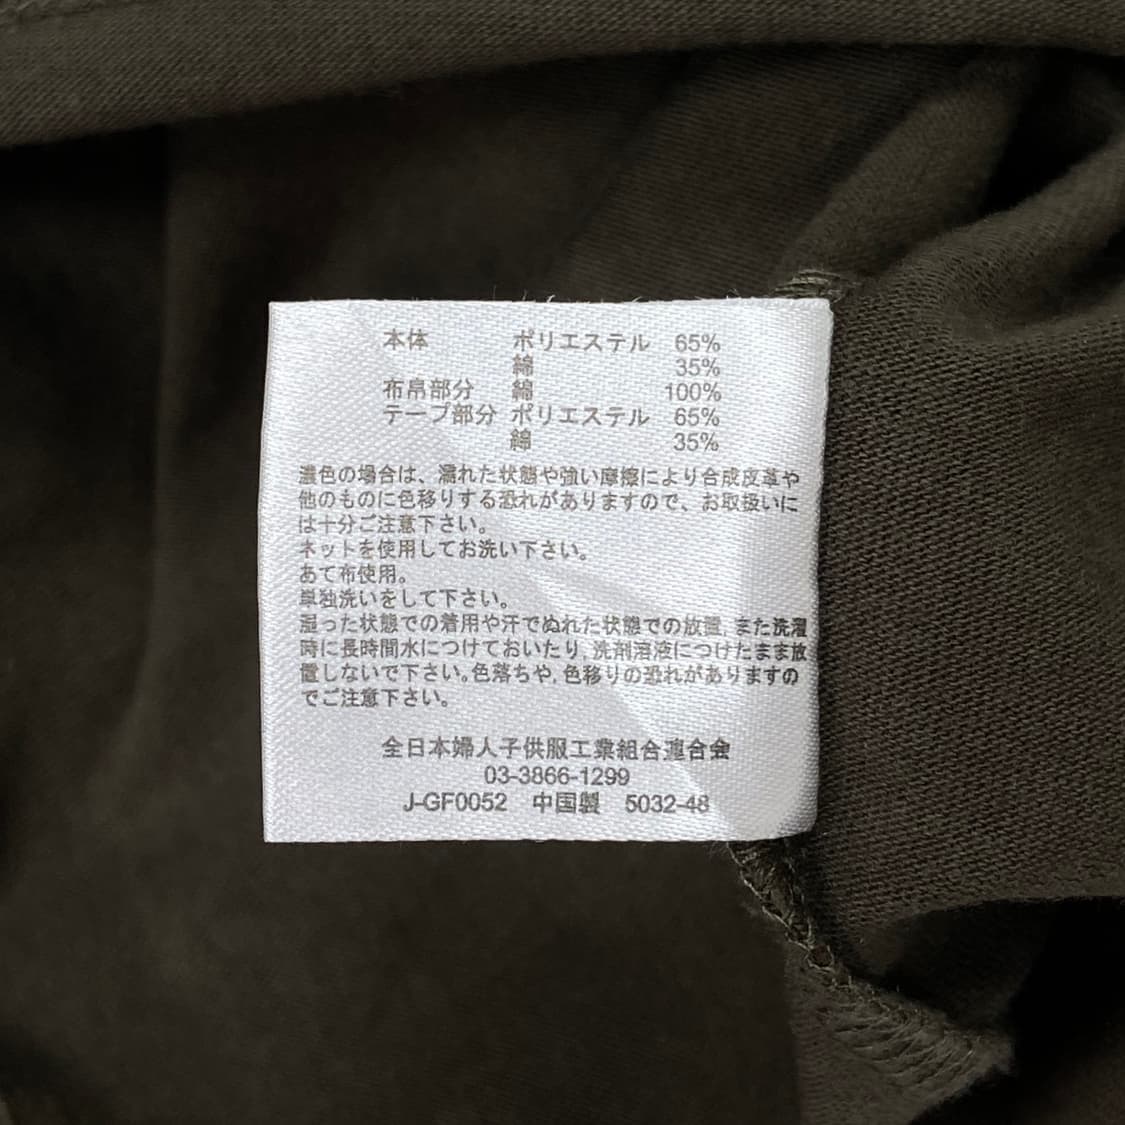 本体 ポリエステル 65%
綿 35%
布帛部分 綿 100%
テープ部分 ポリエステル 65%
綿 35%
濃色の場合は、濡れた状態や強い摩擦により合成皮革や
他のものに色移りする恐れがありますので、お取扱いに
は十分ご注意下さい。
ネットを使用してお洗い下さい。
あて布使用。
単独洗いをして下さい。
湿った状態での着用や汗でぬれた状態での放置,また洗濯
時に長時間水につけておいたり,洗剤溶液につけたまま放
置しないで下さい。色落ちや,色移りの恐れがありますの
でご注意下さい。
全日本婦人子供服工業組合連合会
03-3866-1299
J-GF0052 中国製 5032-48